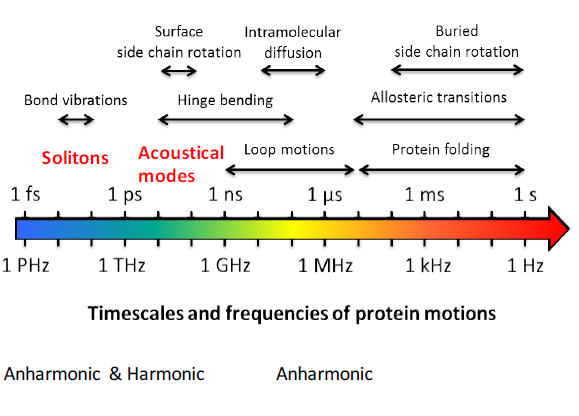 Surface
side chain rotation
Intramolecular
diffusion
Buried
side chain rotation
Bond vibrations
Hinge bending
Allosteric transitions
Solitons
Acoustical
modes
Loop motions
Protein folding
1 fs 1 ps 1 ns 1 µs 1 ms 1 s
1 PHz 1 THz 1 GHz 1 MHz 1 kHz 1 Hz
Timescales and frequencies of protein motions
Anharmonic & Harmonic Anharmonic